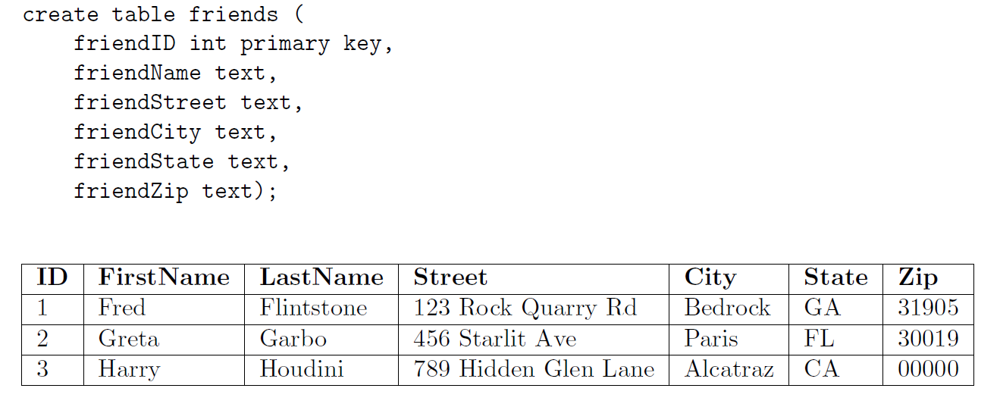 create table friends (
friendID int primary key,
friendName text,
friendStreet text,
friendCity text,
friendState text,
friendZip text);
ID FirstName LastName Street City State Zip
1 Fred Flintstone 123 Rock Quarry Rd Bedrock GA 31905
2 Greta Garbo 456 Starlit Ave Paris FL 30019
3 Harry Houdini 789 Hidden Glen Lane Alcatraz CA 00000